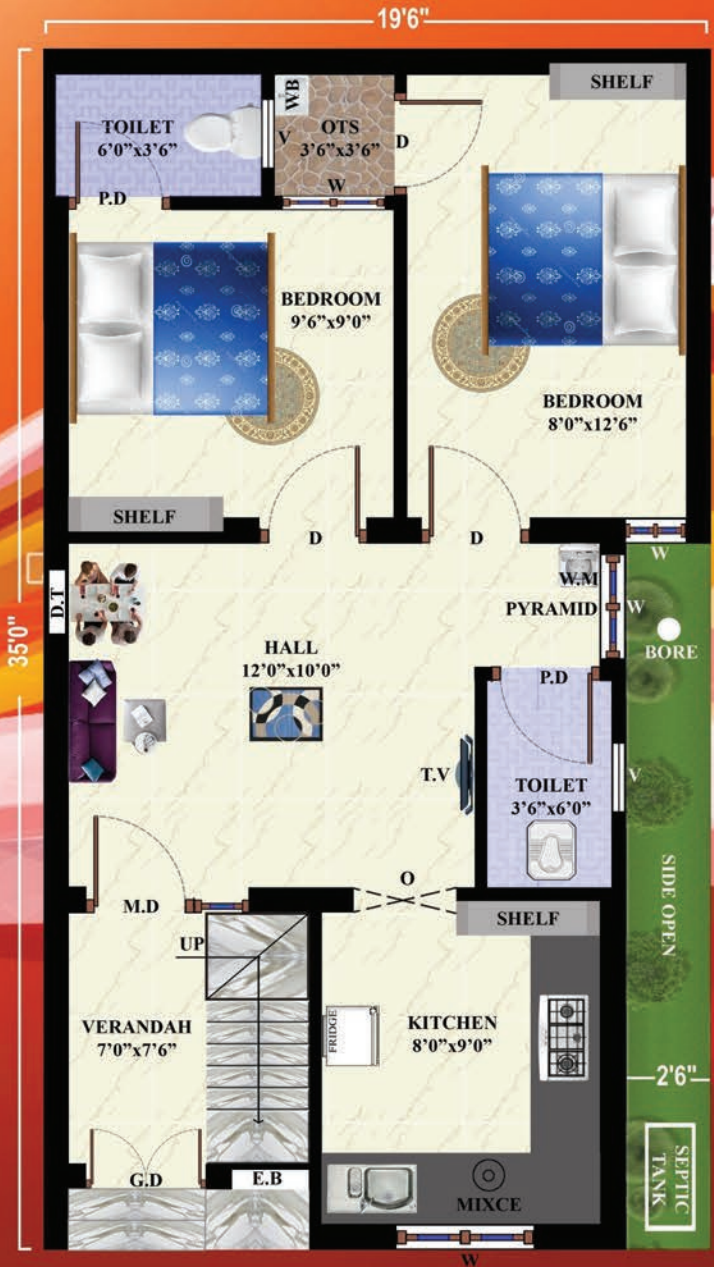 19'6"
SHELF
TOILET
6'0"x3'6"
P.D
V
WB
OTS
3'6"x3'6"
W
D
BEDROOM
9'6"x9'0"
BEDROOM
8'0"x12'6"
SHELF
D
D
W
35'0"
D.T
W.M
PYRAMID
W
BORE
HALL
12'0"x10'0"
P.D
T.V
TOILET
3'6"x6'0"
V
SIDE OPEN
M.D
O
SHELF
UP
VERANDAH
7'0"x7'6"
FRIDGE
KITCHEN
8'0"x9'0"
2'6"
G.D
E.B
MIXCE
SEPTIC
TANK
W